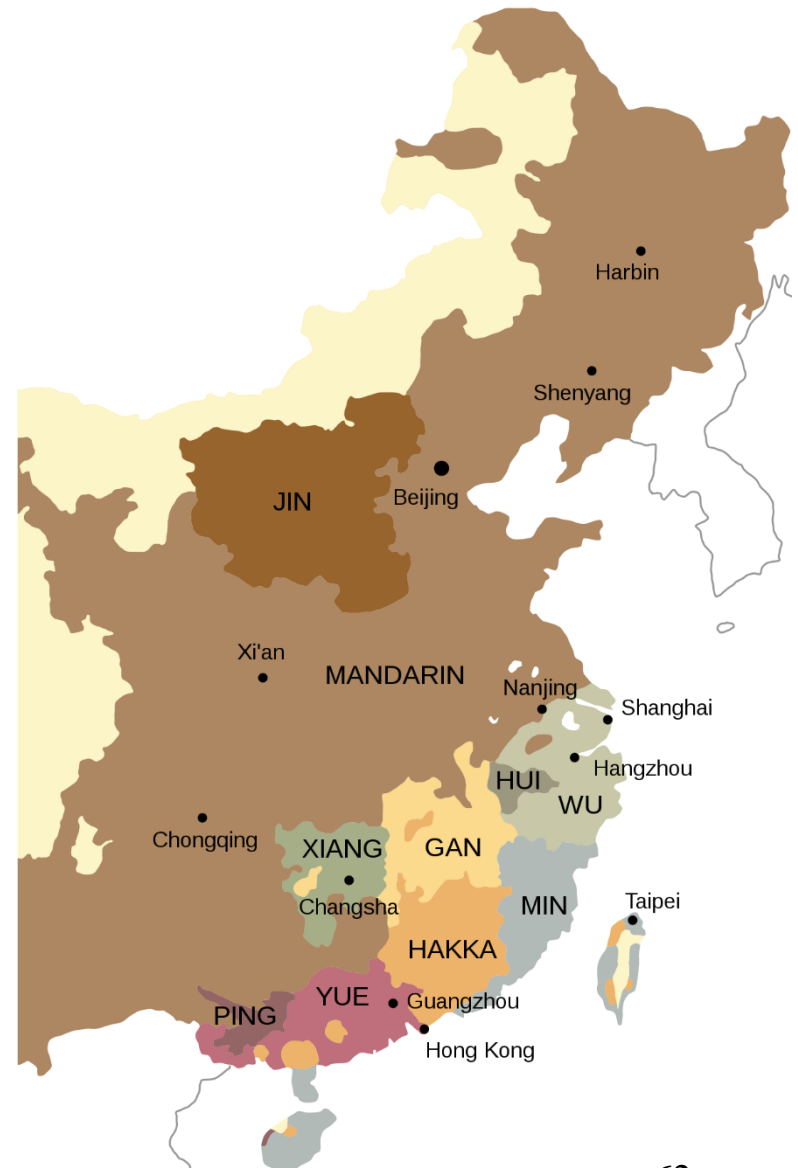 Harbin
Shenyang
Beijing
JIN
Xi'an
MANDARIN
Nanjing
Shanghai
Hangzhou
HUI
WU
Chongqing
XIANG
GAN
Changsha
MIN
Taipei
HAKKA
YUE
Guangzhou
PING
Hong Kong